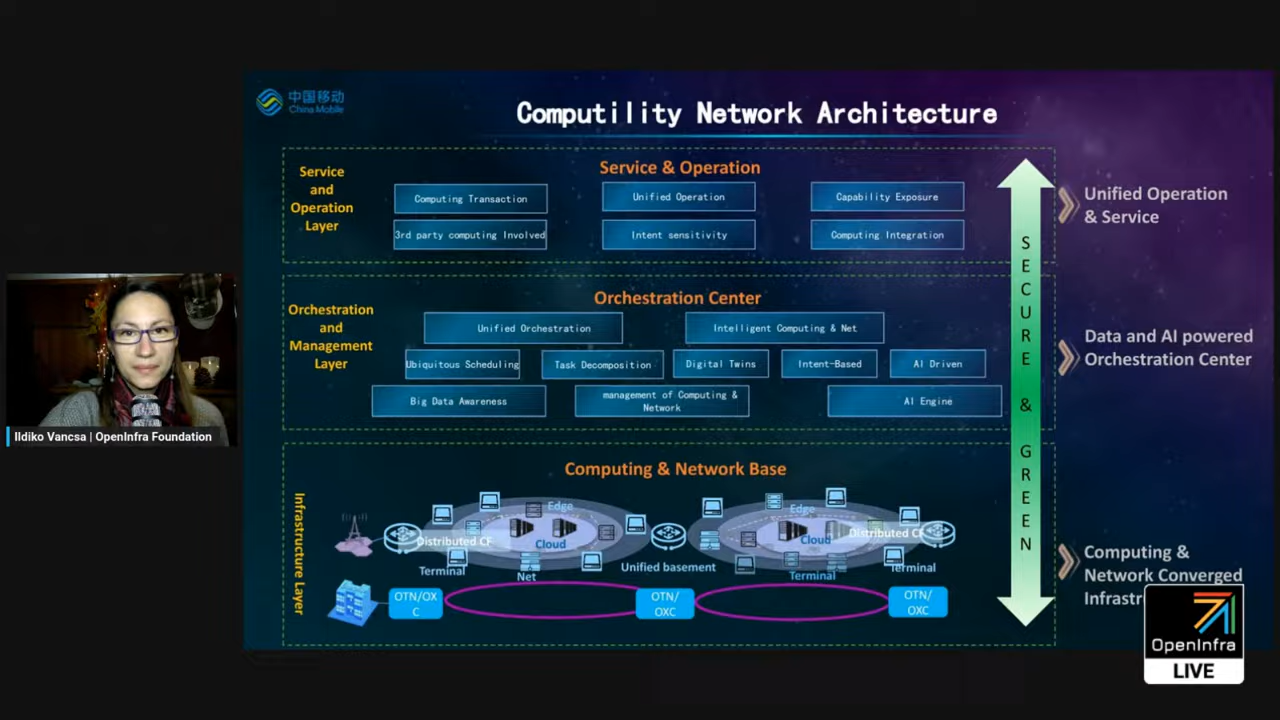 中国移动
China Mobile
Computility Network Architecture
Service
and
Operation
Layer
Service & Operation
Computing Transaction
Unified Operation
Capability Exposure
3rd party computing Involved
Intent sensitivity
Computing Integration
Unified Operation
& Service
Orchestration
and
Management
Layer
Orchestration Center
Unified Orchestration
Intelligent Computing & Net
Ubiquitous Scheduling
Task Decomposition
Digital Twins
Intent-Based
AI Driven
Big Data Awareness
management of Computing &
Network
AI Engine
Data and AI powered
Orchestration Center
SECURE & GREEN
Infrastructure Layer
Computing & Network Base
Edge
Distributed CF
Cloud
Terminal
Net
Unified basement
Edge
Distributed CF
Cloud
Terminal
Terminal
OTN/OX
C
OTN/
OXC
OTN/
OXC
Computing &
Network Converged
Infrastr
Ildiko Vancsa | OpenInfra Foundation
OpenInfra
LIVE